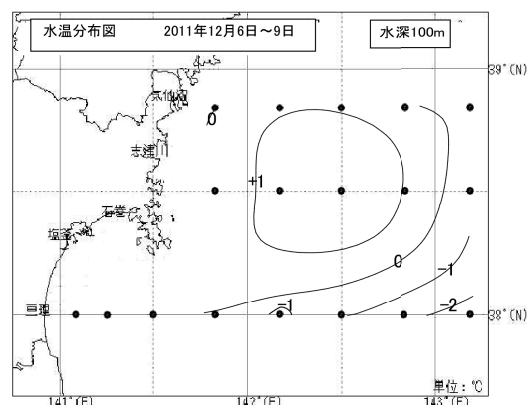 水温分布図 2011年12月6日～9日
水深100m
39°(N)
気仙沼
0
志津川
+1
石巻
塩釜
0
-1
-1
-2
亘理
38°(N)
単位：℃
141°(E) 142°(E) 143°(E)